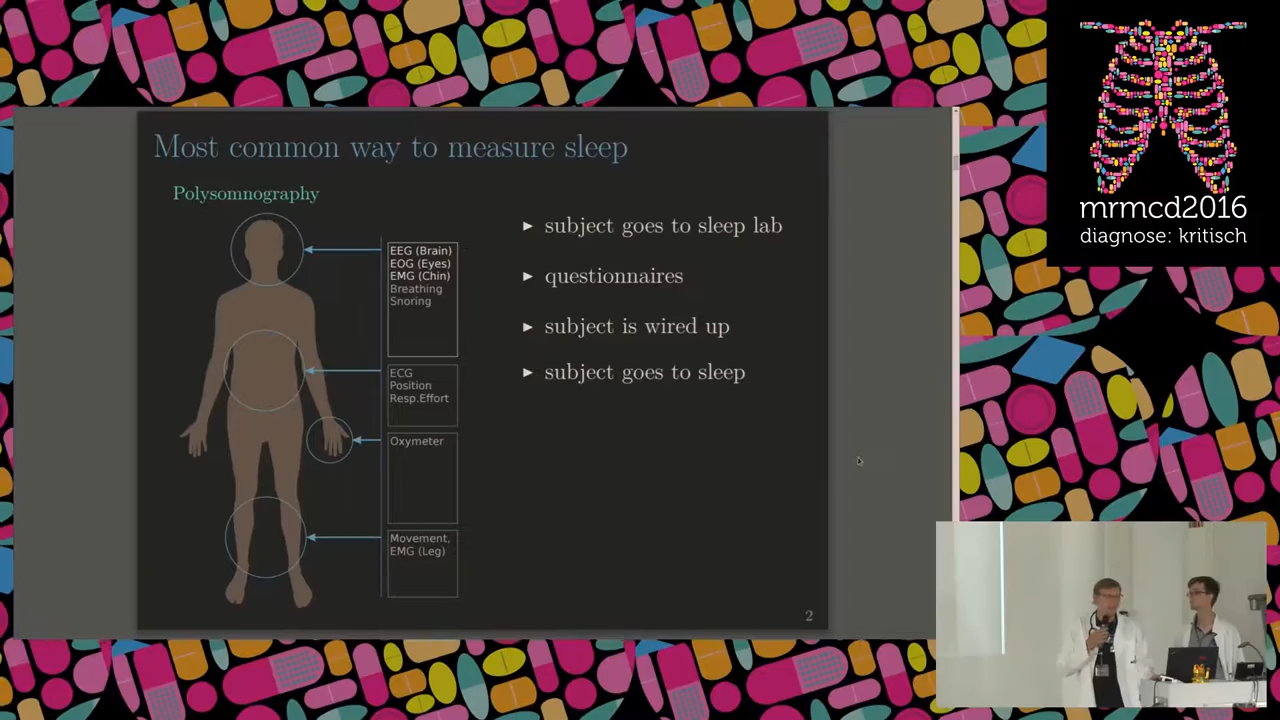 Most common way to measure sleep
Polysomnography
EEG (Brain)
EOG (Eyes)
EMG (Chin)
Breathing
Snoring
ECG
Position
Resp.Effort
Oxymeter
Movement,
EMG (Leg)
► subject goes to sleep lab
► questionnaires
► subject is wired up
► subject goes to sleep
2
mrmcd2016
diagnose: kritisch